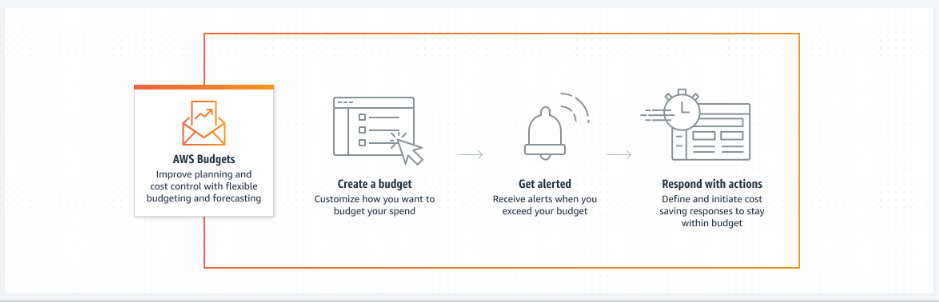 AWS Budgets
Improve planning and
cost control with flexible
budgeting and forecasting
Create a budget
Customize how you want to
budget your spend
Get alerted
Receive alerts when you
exceed your budget
Respond with actions
Define and initiate cost
saving responses to stay
within budget